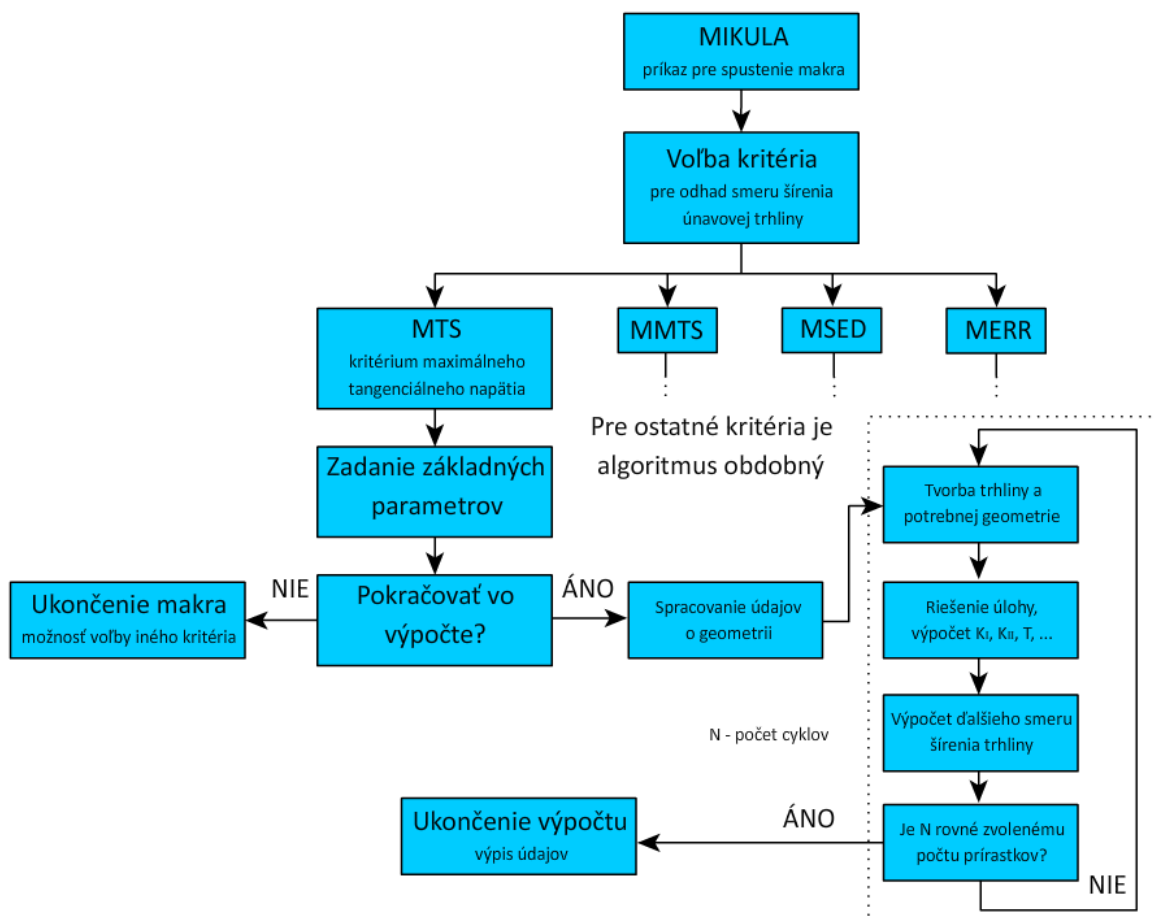 MIKULA
príkaz pre spustenie makra
Voľba kritéria
pre odhad smeru šírenia
únavovej trhliny
MTS
kritérium maximálneho
tangenciálneho napätia
MMTS
MSED
MERR
Pre ostatné kritéria je
algoritmus obdobný
Zadanie základných
parametrov
Pokračovať vo
výpočte?
NIE
Ukončenie makra
možnosť voľby iného kritéria
ÁNO
Spracovanie údajov
o geometrii
Tvorba trhliny a
potrebnej geometrie
Riešenie úlohy,
výpočet KI, KII, T, ...
Výpočet ďalšieho smeru
šírenia trhliny
N - počet cyklov
Je N rovné zvolenému
počtu prírastkov?
NIE
ÁNO
Ukončenie výpočtu
výpis údajov